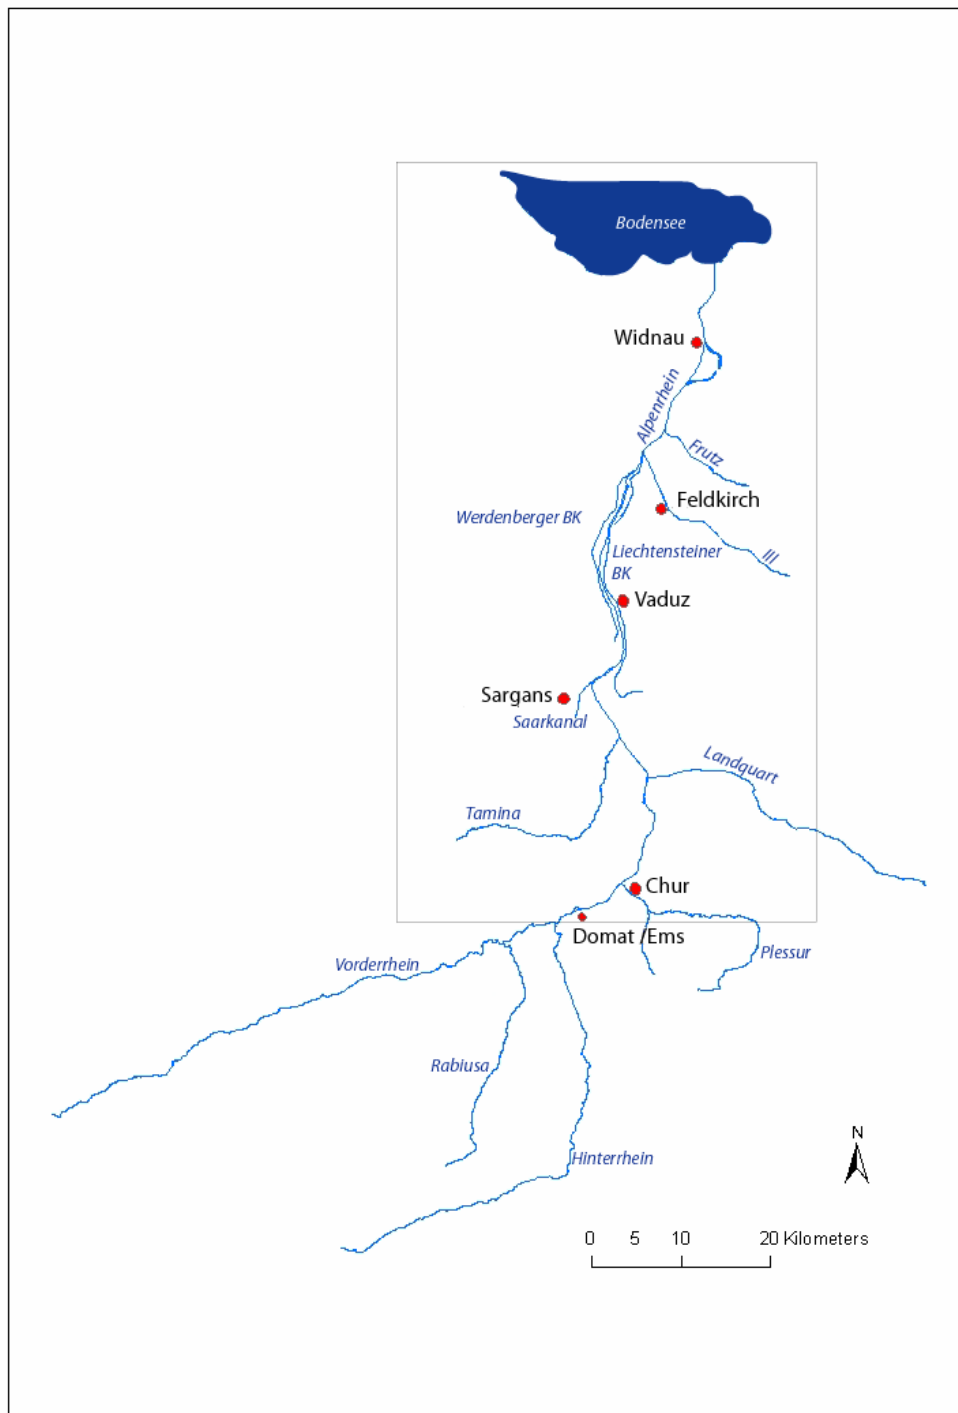 Bodensee
Widnau
Alpenrhein
Frutz
Feldkirch
Werdenberger BK
Liechtensteiner
BK
Ill
Vaduz
Sargans
Saarkanal
Landquart
Tamina
Chur
Domat /Ems
Plessur
Vorderrhein
Rabiusa
N
Hinterrhein
0 5 10 20 Kilometers